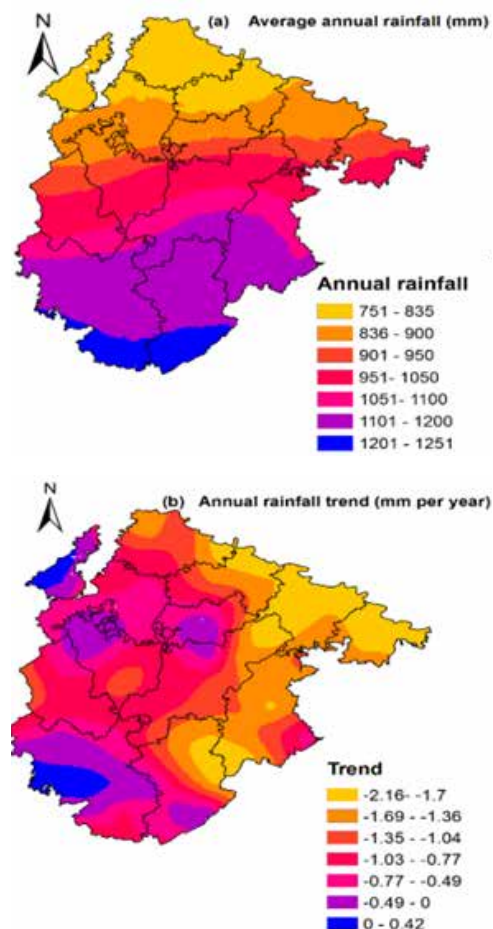 N
(a) Average annual rainfall (mm)
Annual rainfall
751 - 835
836 - 900
901 - 950
951- 1050
1051- 1100
1101 - 1200
1201 - 1251
N
(b) Annual rainfall trend (mm per year)
Trend
-2.16- -1.7
-1.69 - -1.36
-1.35 - -1.04
-1.03 - -0.77
-0.77 - -0.49
-0.49 - 0
0 - 0.42